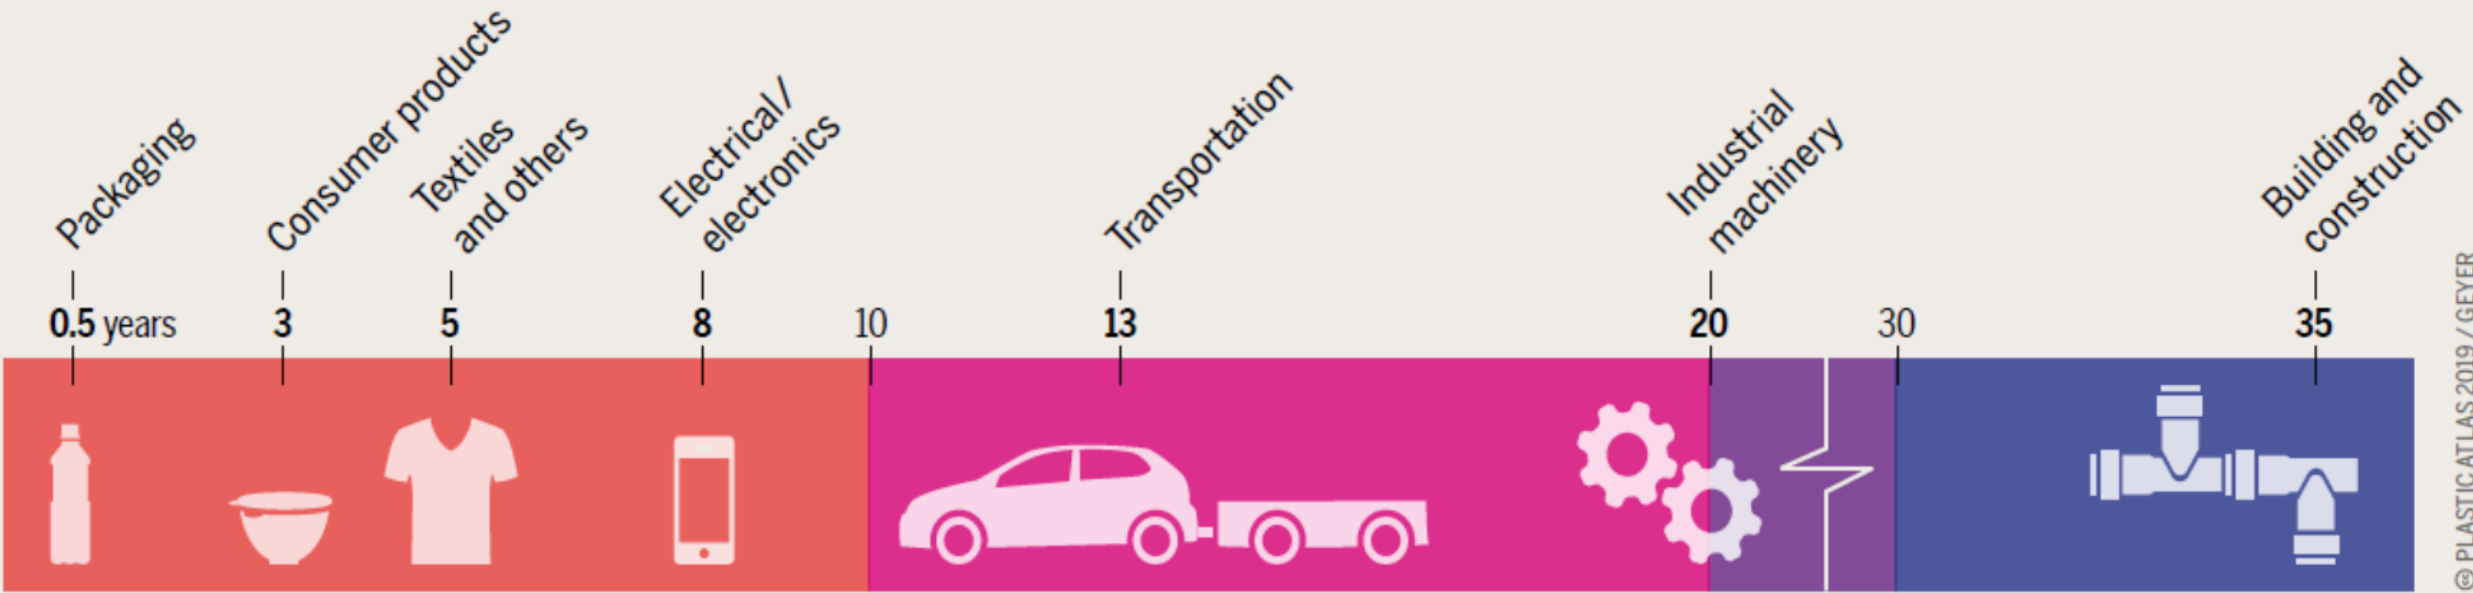 Packaging
Consumer products
Textiles
and others
Electrical/
electronics
Transportation
Industrial
machinery
Building and
construction
0.5 years 3 5 8 10 13 20 30 35
© PLASTIC ATLAS 2019 / GEYER